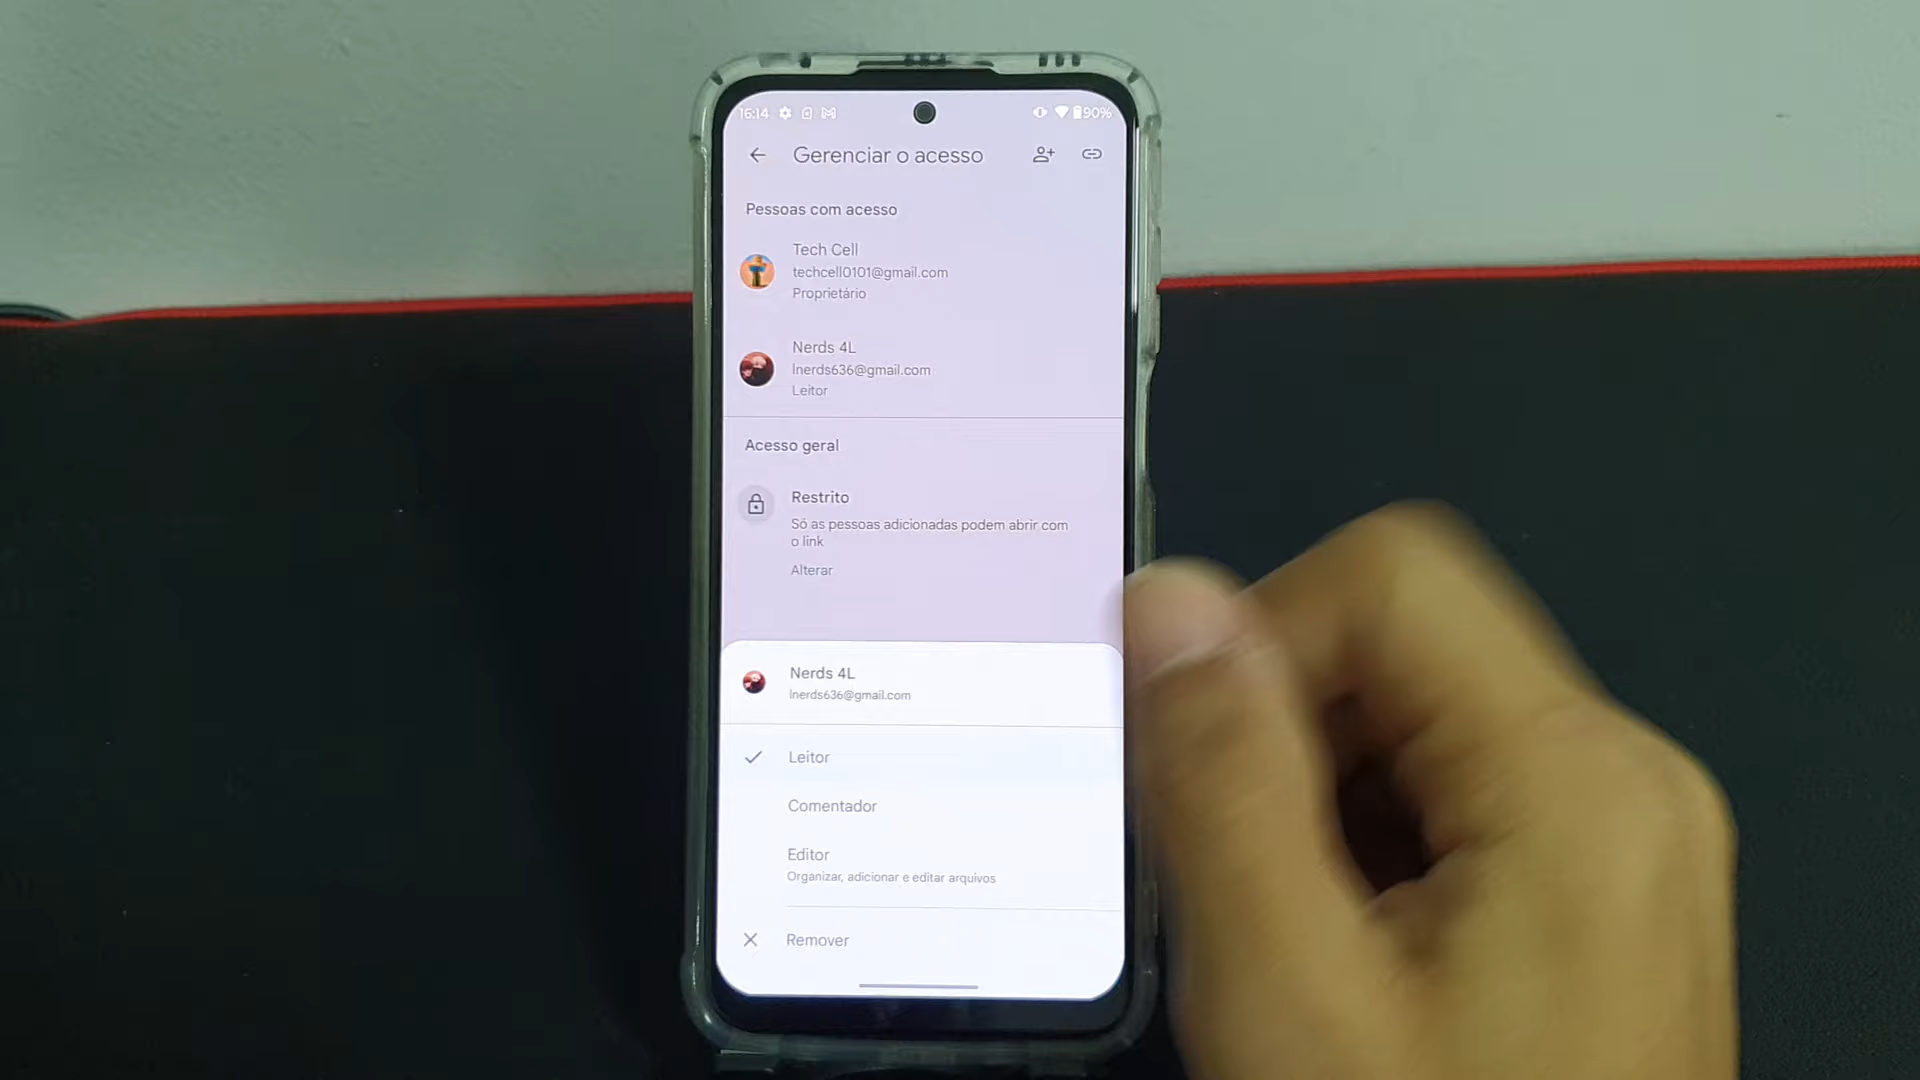 16:14
90%
Gerenciar o acesso
Pessoas com acesso
Tech Cell
techcell0101@gmail.com
Proprietário
Nerds 4L
lnerds636@gmail.com
Leitor
Acesso geral
Restrito
Só as pessoas adicionadas podem abrir com
o link
Alterar
Nerds 4L
lnerds636@gmail.com
Leitor
Comentador
Editor
Organizar, adicionar e editar arquivos
Remover